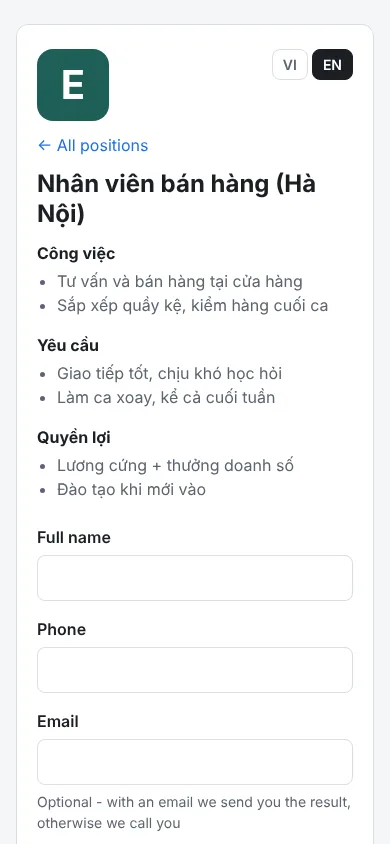 E
VI
EN
← All positions
Nhân viên bán hàng (Hà
Nội)
Công việc
• Tư vấn và bán hàng tại cửa hàng
• Sắp xếp quầy kệ, kiểm hàng cuối ca
Yêu cầu
• Giao tiếp tốt, chịu khó học hỏi
• Làm ca xoay, kể cả cuối tuần
Quyền lợi
• Lương cứng + thưởng doanh số
• Đào tạo khi mới vào
Full name
Phone
Email
Optional - with an email we send you the result,
otherwise we call you